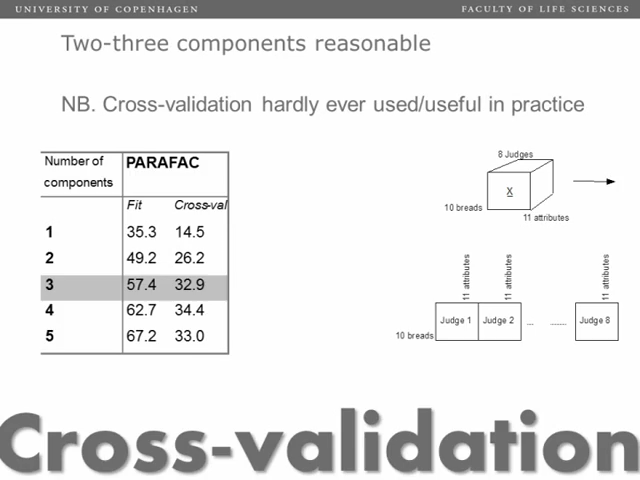 UNIVERSITY OF COPENHAGEN
FACULTY OF LIFE SCIENCES
Two-three components reasonable
NB. Cross-validation hardly ever used/useful in practice
Number of components PARAFAC
Fit Cross-val
1 35.3 14.5
2 49.2 26.2
3 57.4 32.9
4 62.7 34.4
5 67.2 33.0
8 Judges
X
10 breads
11 attributes
11 attributes 11 attributes 11 attributes
Judge 1 Judge 2 .... ........ Judge 8
10 breads
Cross-validation